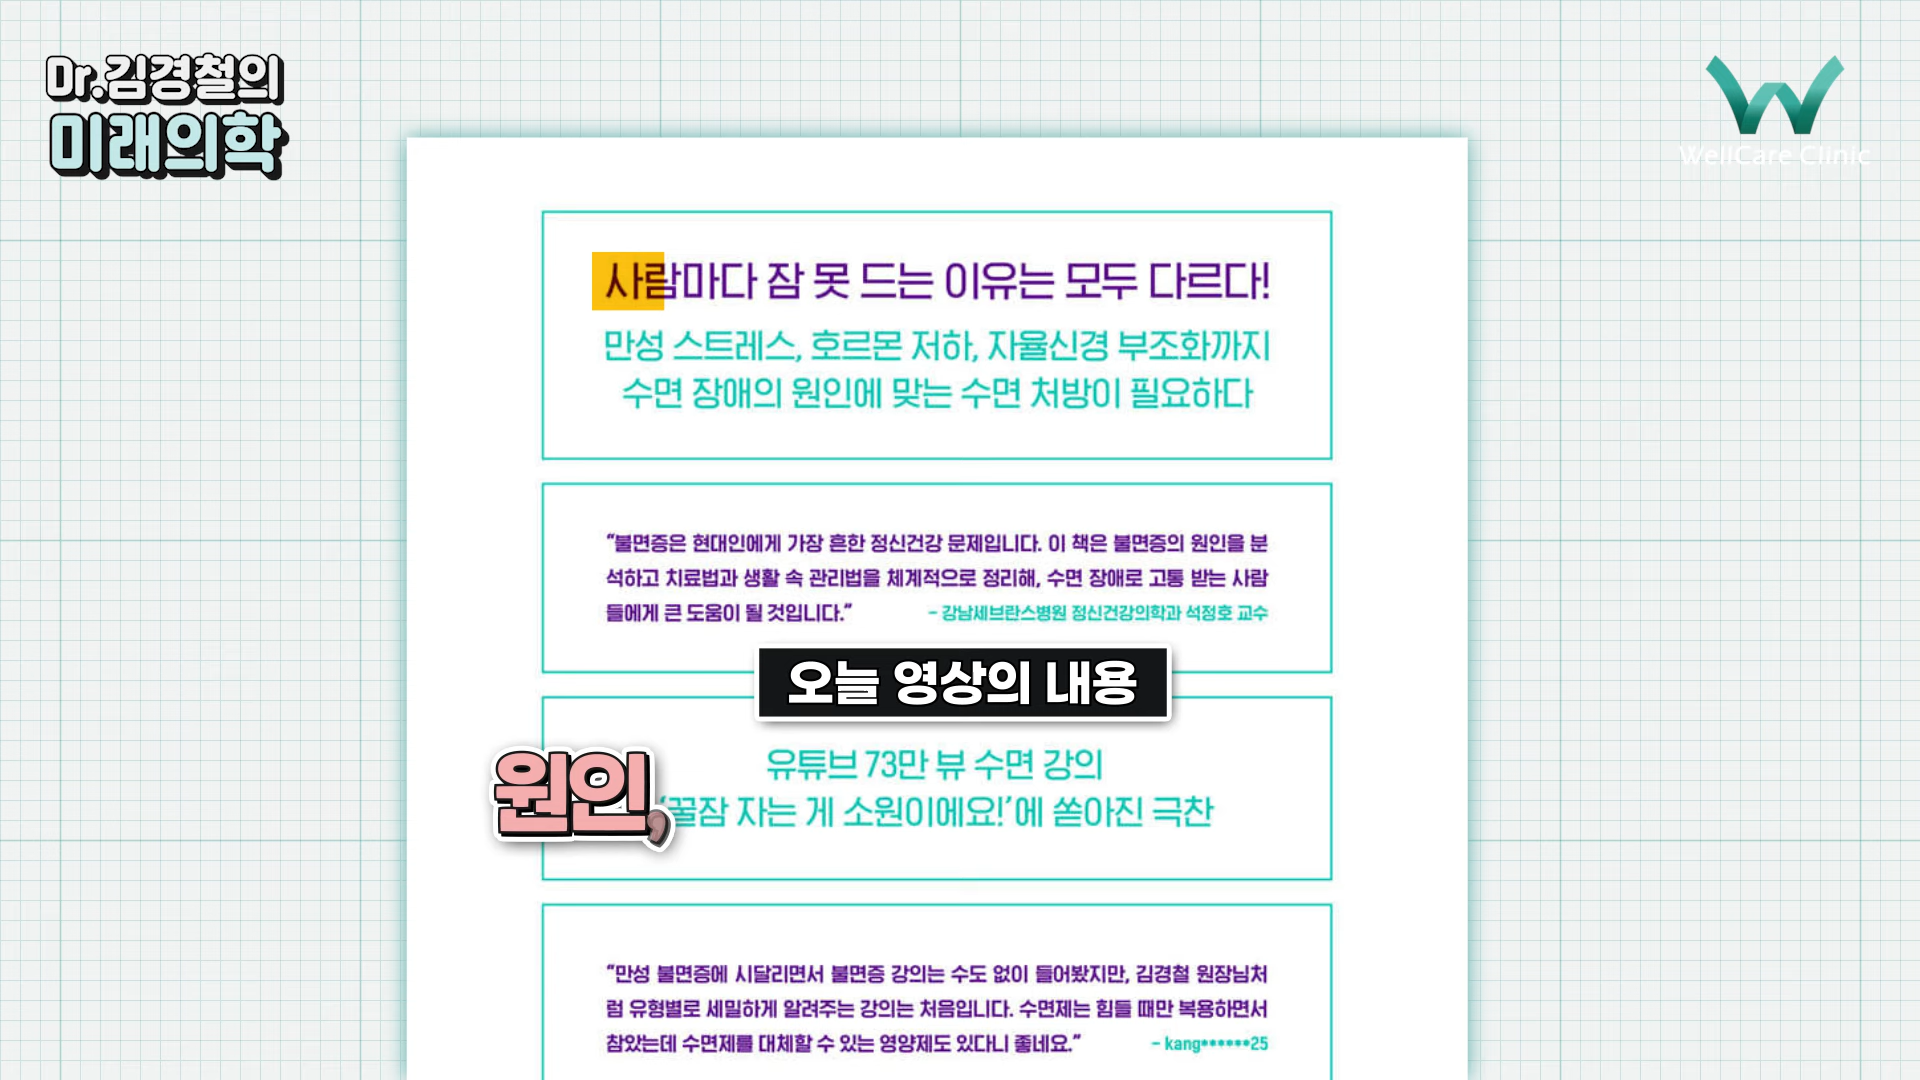 Dr.김경철의
미래의학
WellCare Clinic
사람마다 잠 못 드는 이유는 모두 다르다!
만성 스트레스, 호르몬 저하, 자율신경 부조화까지
수면 장애의 원인에 맞는 수면 처방이 필요하다
“불면증은 현대인에게 가장 흔한 정신건강 문제입니다. 이 책은 불면증의 원인을 분
석하고 치료법과 생활 속 관리법을 체계적으로 정리해, 수면 장애로 고통 받는 사람
들에게 큰 도움이 될 것입니다.” - 강남세브란스병원 정신건강의학과 석정호 교수
오늘 영상의 내용
원인,
유튜브 73만 뷰 수면 강의
‘꿀잠 자는 게 소원이에요!’에 쏟아진 극찬
“만성 불면증에 시달리면서 불면증 강의는 수도 없이 들어봤지만, 김경철 원장님처
럼 유형별로 세밀하게 알려주는 강의는 처음입니다. 수면제는 힘들 때만 복용하면서
참았는데 수면제를 대체할 수 있는 영양제도 있다니 좋네요.” - kang••••••25